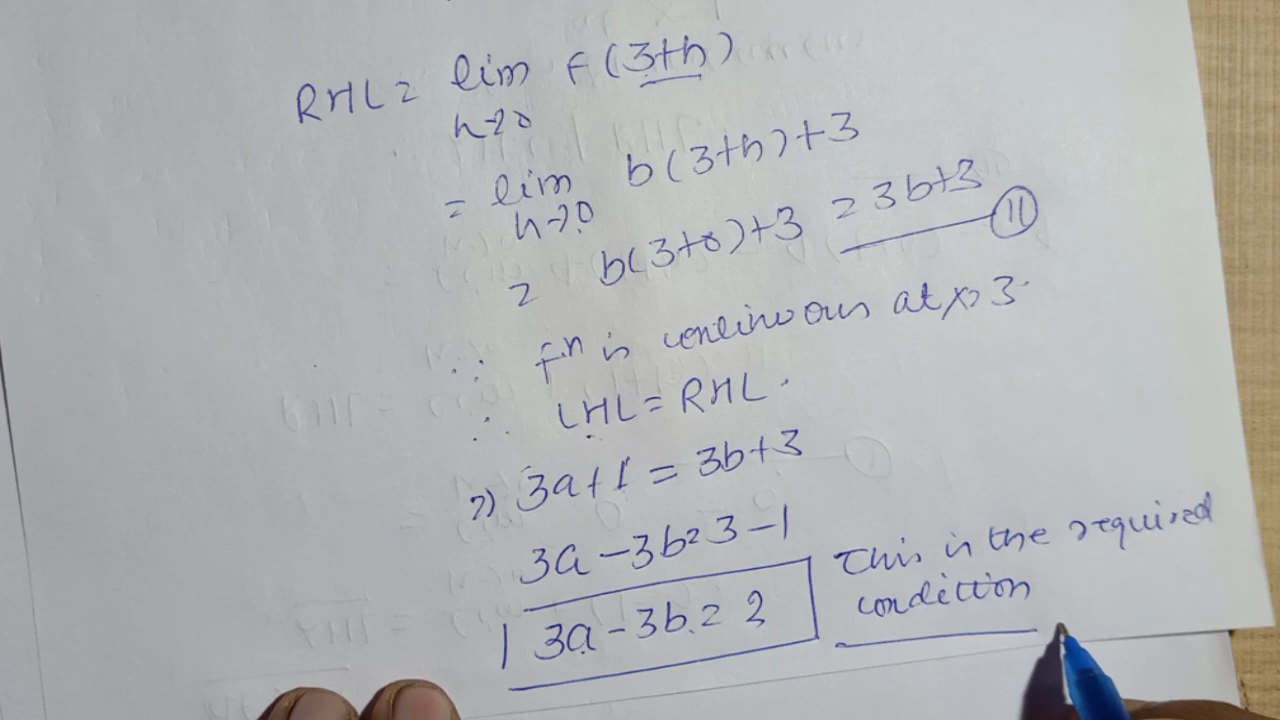 RHL = lim f(3+h)
h→0
= lim b(3+h)+3
h→0
= b(3+0)+3 = 3b+3 (II)
∵ fn is continuous at x=3.
∴ LHL = RHL.
⇒ 3a+1 = 3b+3
3a-3b=3-1
3a-3b=2 This is the required
condition